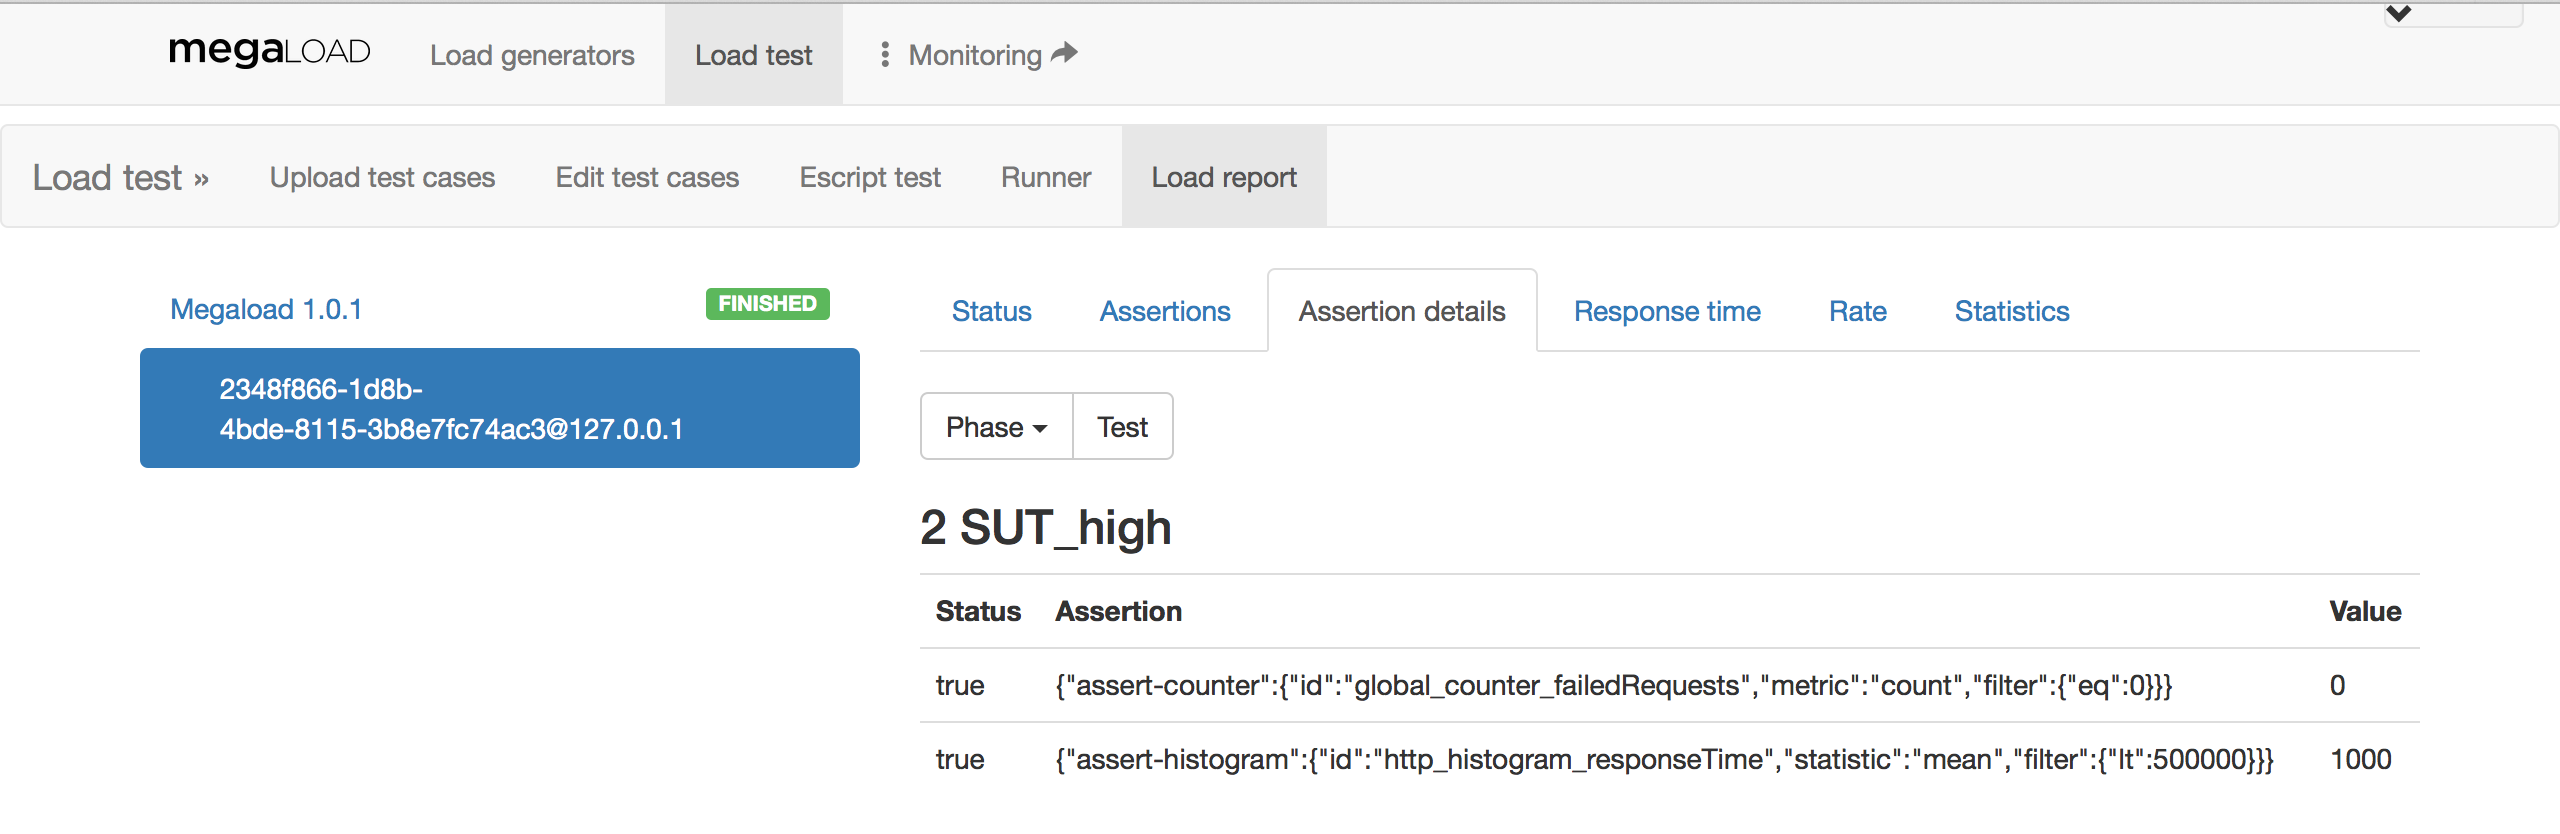 megaLOAD Load generators Load test Monitoring
Load test » Upload test cases Edit test cases Escript test Runner Load report
Megaload 1.0.1 FINISHED
2348f866-1d8b-
4bde-8115-3b8e7fc74ac3@127.0.0.1
Status Assertions Assertion details Response time Rate Statistics
Phase Test
2 SUT_high
Status Assertion Value
true {"assert-counter":{"id":"global_counter_failedRequests","metric":"count","filter":{"eq":0}}} 0
true {"assert-histogram":{"id":"http_histogram_responseTime","statistic":"mean","filter":{"lt":500000}}} 1000